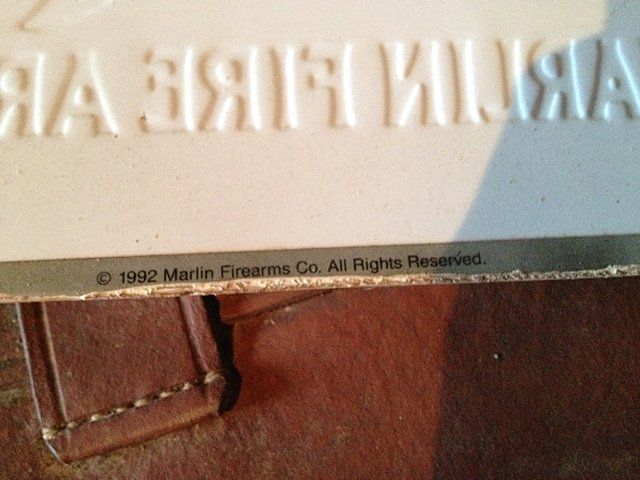 ARLIN FIRE AR
© 1992 Marlin Firearms Co. All Rights Reserved.